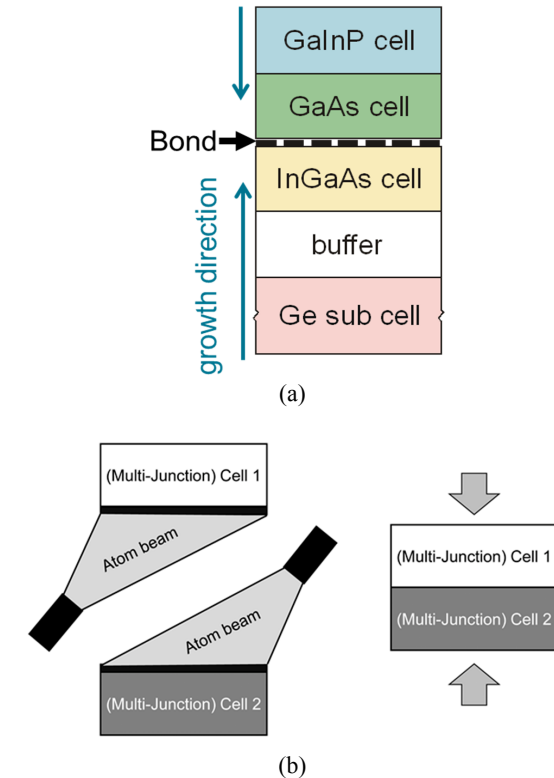 GaInP cell
GaAs cell
Bond
InGaAs cell
buffer
Ge sub cell
growth direction
(a)
(Multi-Junction) Cell 1
Atom beam
Atom beam
(Multi-Junction) Cell 2
(Multi-Junction) Cell 1
(Multi-Junction) Cell 2
(b)